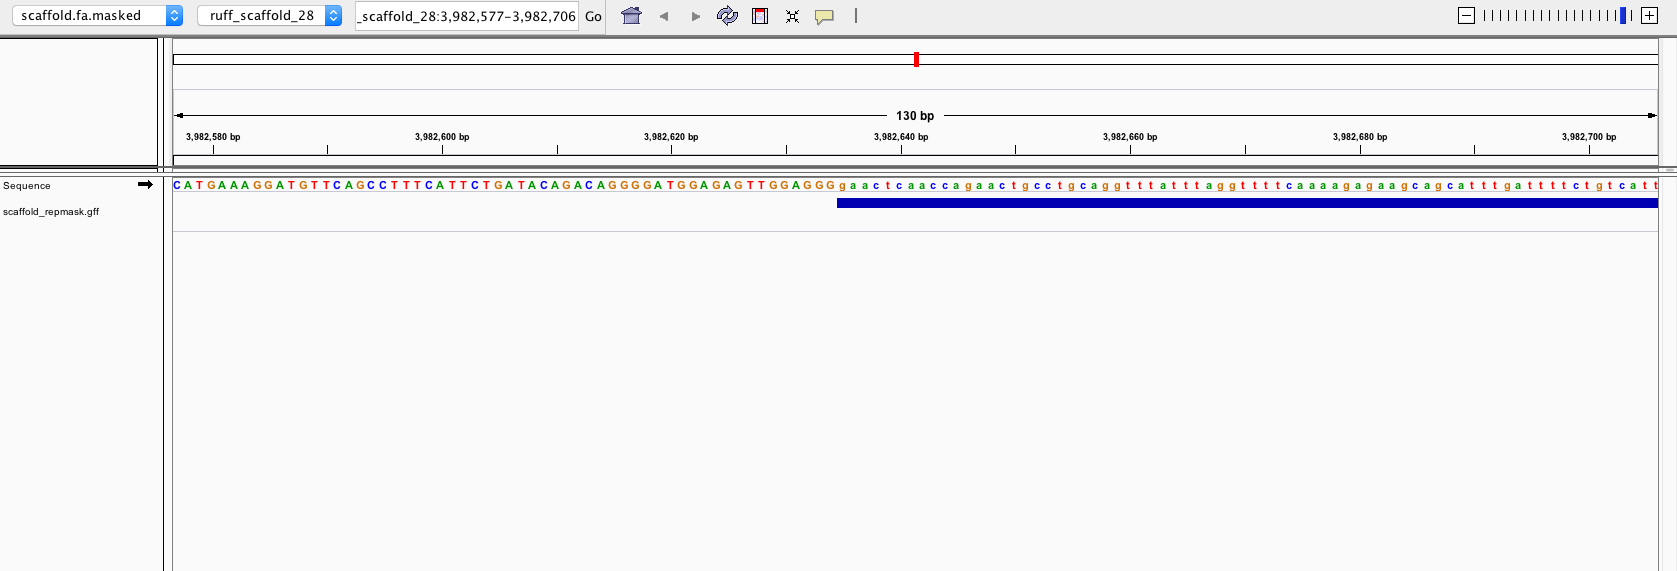 scaffold.fa.masked ruff_scaffold_28 _scaffold_28:3,982,577-3,982,706 Go
130 bp
3,982,580 bp 3,982,600 bp 3,982,620 bp 3,982,640 bp 3,982,660 bp 3,982,680 bp 3,982,700 bp
Sequence CATGAAAGGATGTTCAGCCTTTCATTCTGATACAGACAGGGGATGGAGAGTTGGAGGGgaactcaaccagaactgcctgcaggtttatttaggttttcaaaagagaagcagcatttgattttctgtcatt
scaffold_repmask.gff